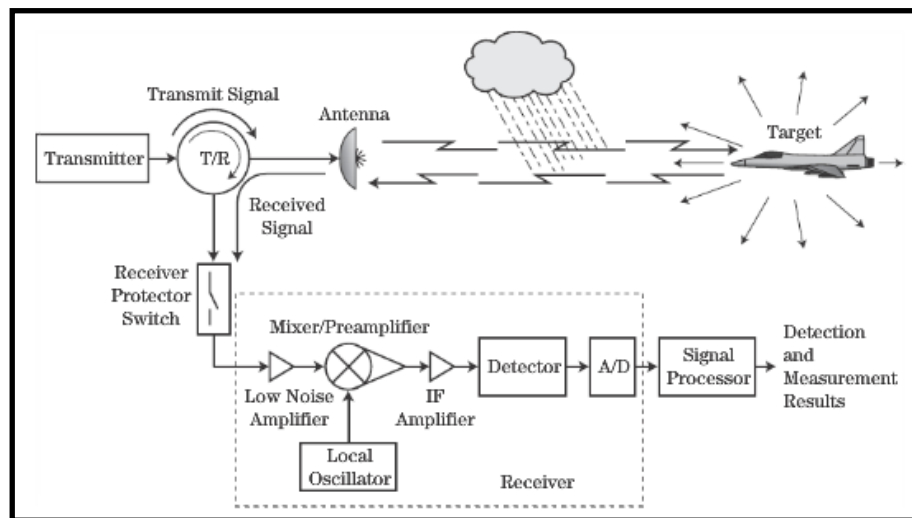 Transmit Signal
Antenna
Target
Transmitter
T/R
Received
Signal
Receiver
Protector
Switch
Mixer/Preamplifier
Detection
and
Measurement
Results
Detector
A/D
Signal
Processor
Low Noise
Amplifier
IF
Amplifier
Local
Oscillator
Receiver